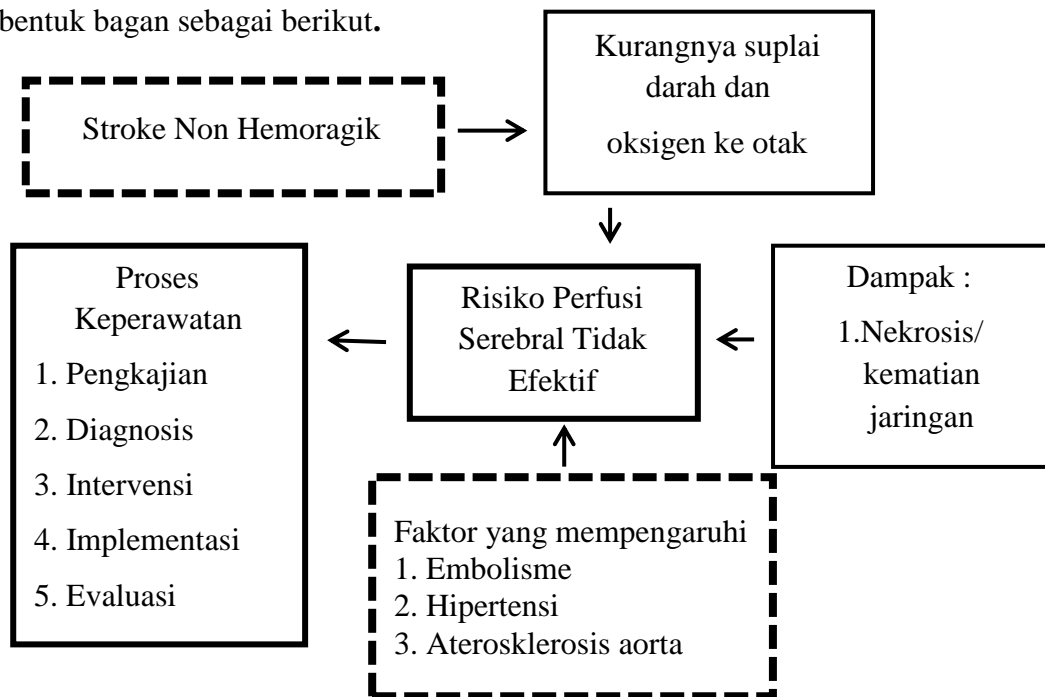 bentuk bagan sebagai berikut.
Stroke Non Hemoragik
Kurangnya suplai
darah dan
oksigen ke otak
Proses
Keperawatan
1. Pengkajian
2. Diagnosis
3. Intervensi
4. Implementasi
5. Evaluasi
Risiko Perfusi
Serebral Tidak
Efektif
Dampak :
1.Nekrosis/
kematian
jaringan
Faktor yang mempengaruhi
1. Embolisme
2. Hipertensi
3. Aterosklerosis aorta